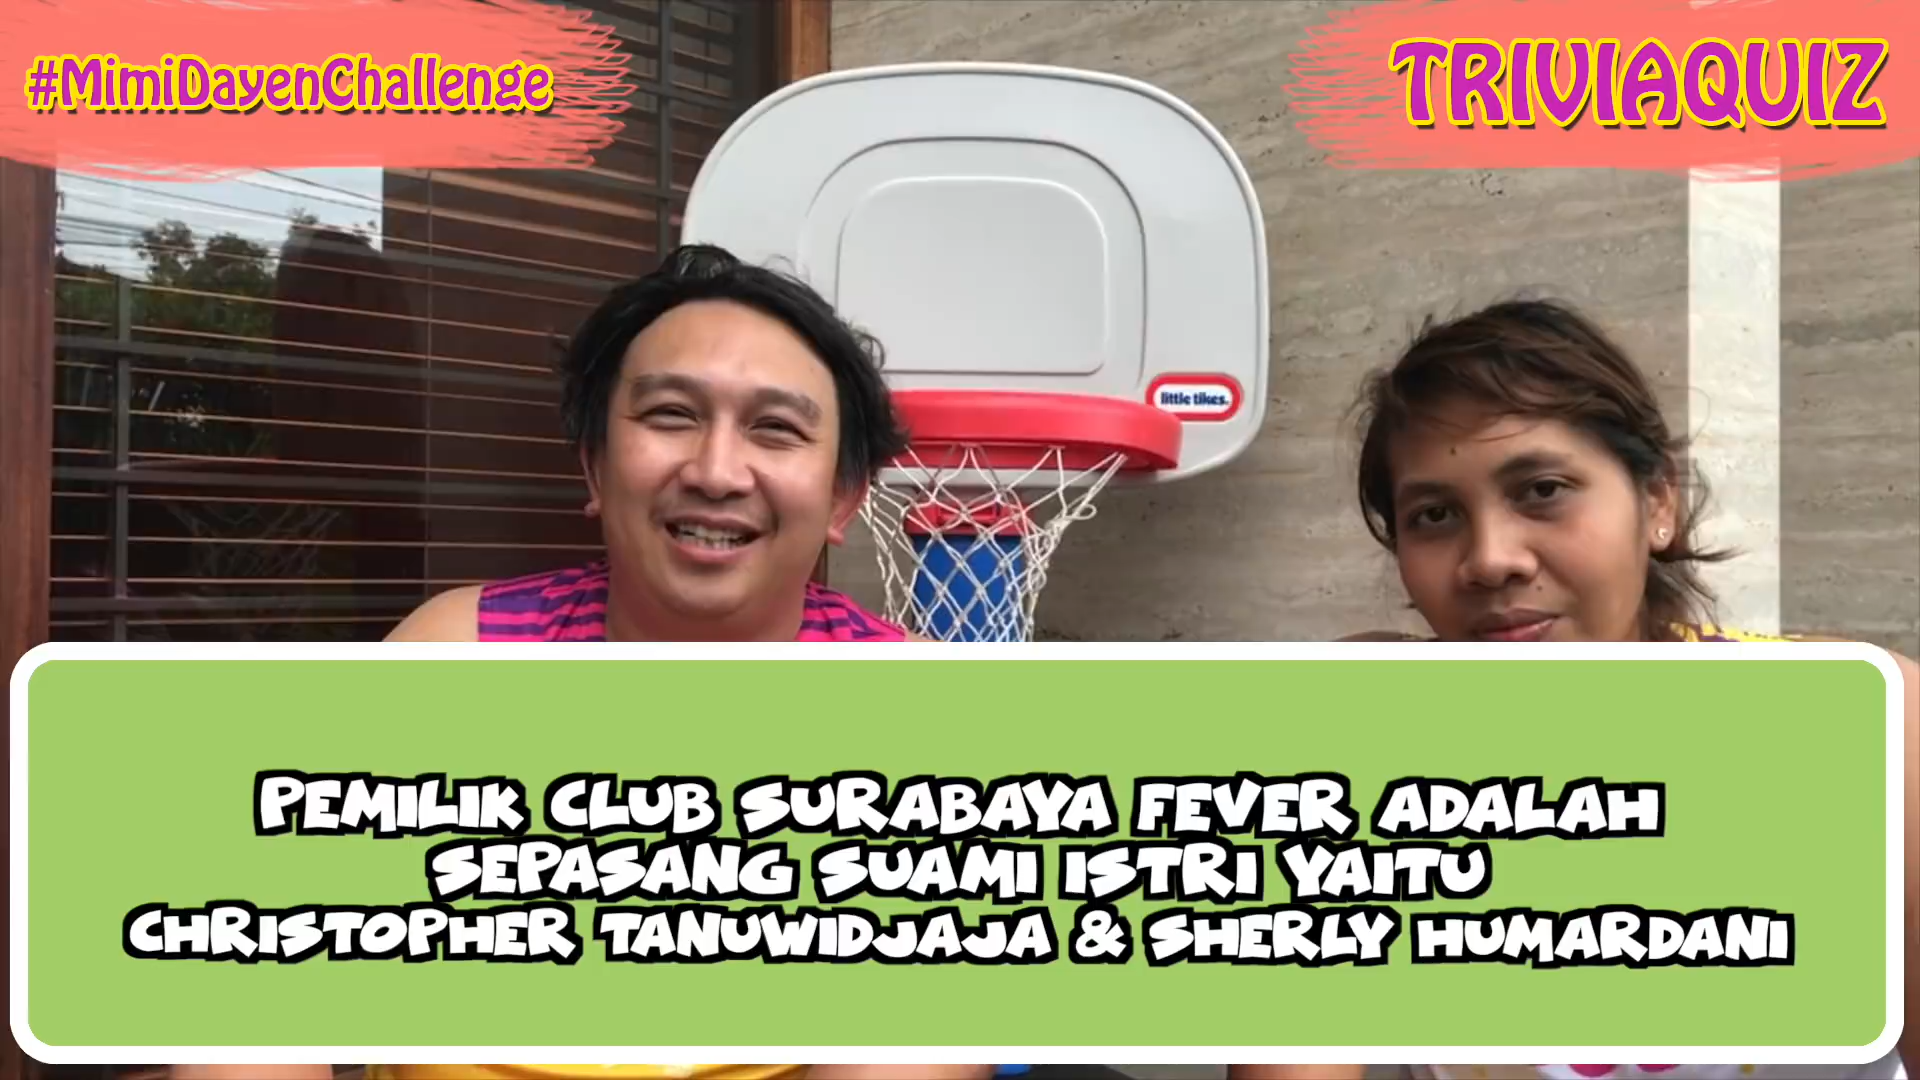 #MimiDayenChallenge
TRIVIAQUIZ
little tikes.
PEMILIK CLUB SURABAYA FEVER ADALAH
SEPASANG SUAMI ISTRI YAITU
CHRISTOPHER TANUWIDJAJA & SHERLY HUMARDANI